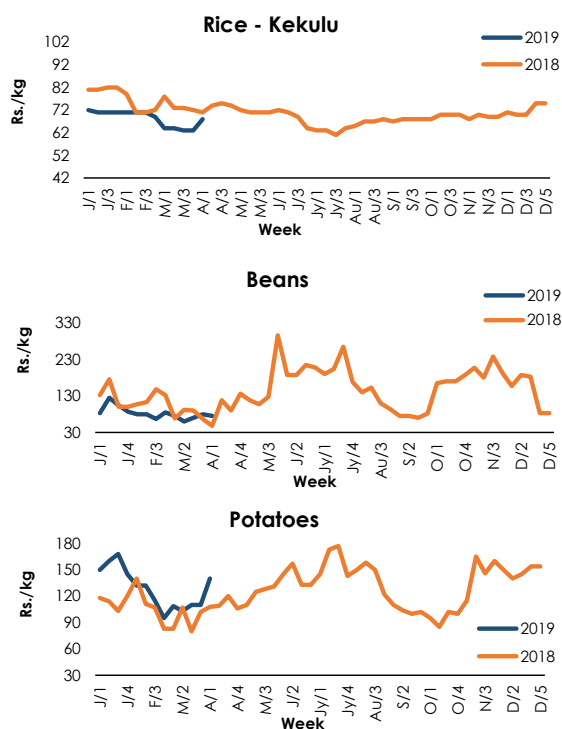 Rice - Kekulu
2019
2018
Rs./kg
102
92
82
72
62
52
42
J/1 J/3 F/1 F/3 M/1 M/3 A/1 A/3 M/1 M/3 J/1 J/3 Jy/1 Jy/3 Au/1 Au/3 S/1 S/3 O/1 O/3 N/1 N/3 D/1 D/3 D/5
Week
Beans
2019
2018
Rs./kg
330
230
130
30
J/1 J/4 F/3 M/2 A/1 A/4 M/3 J/2 Jy/1 Jy/4 Au/3 S/2 O/1 O/4 N/3 D/2 D/5
Week
Potatoes
Rs./kg
180
150
120
90
60
30
2019
2018
J/1 J/4 F/3 M/2 A/1 A/4 M/3 J/2 Jy/1 Jy/4 Au/3 S/2 O/1 O/4 N/3 D/2 D/5
Week